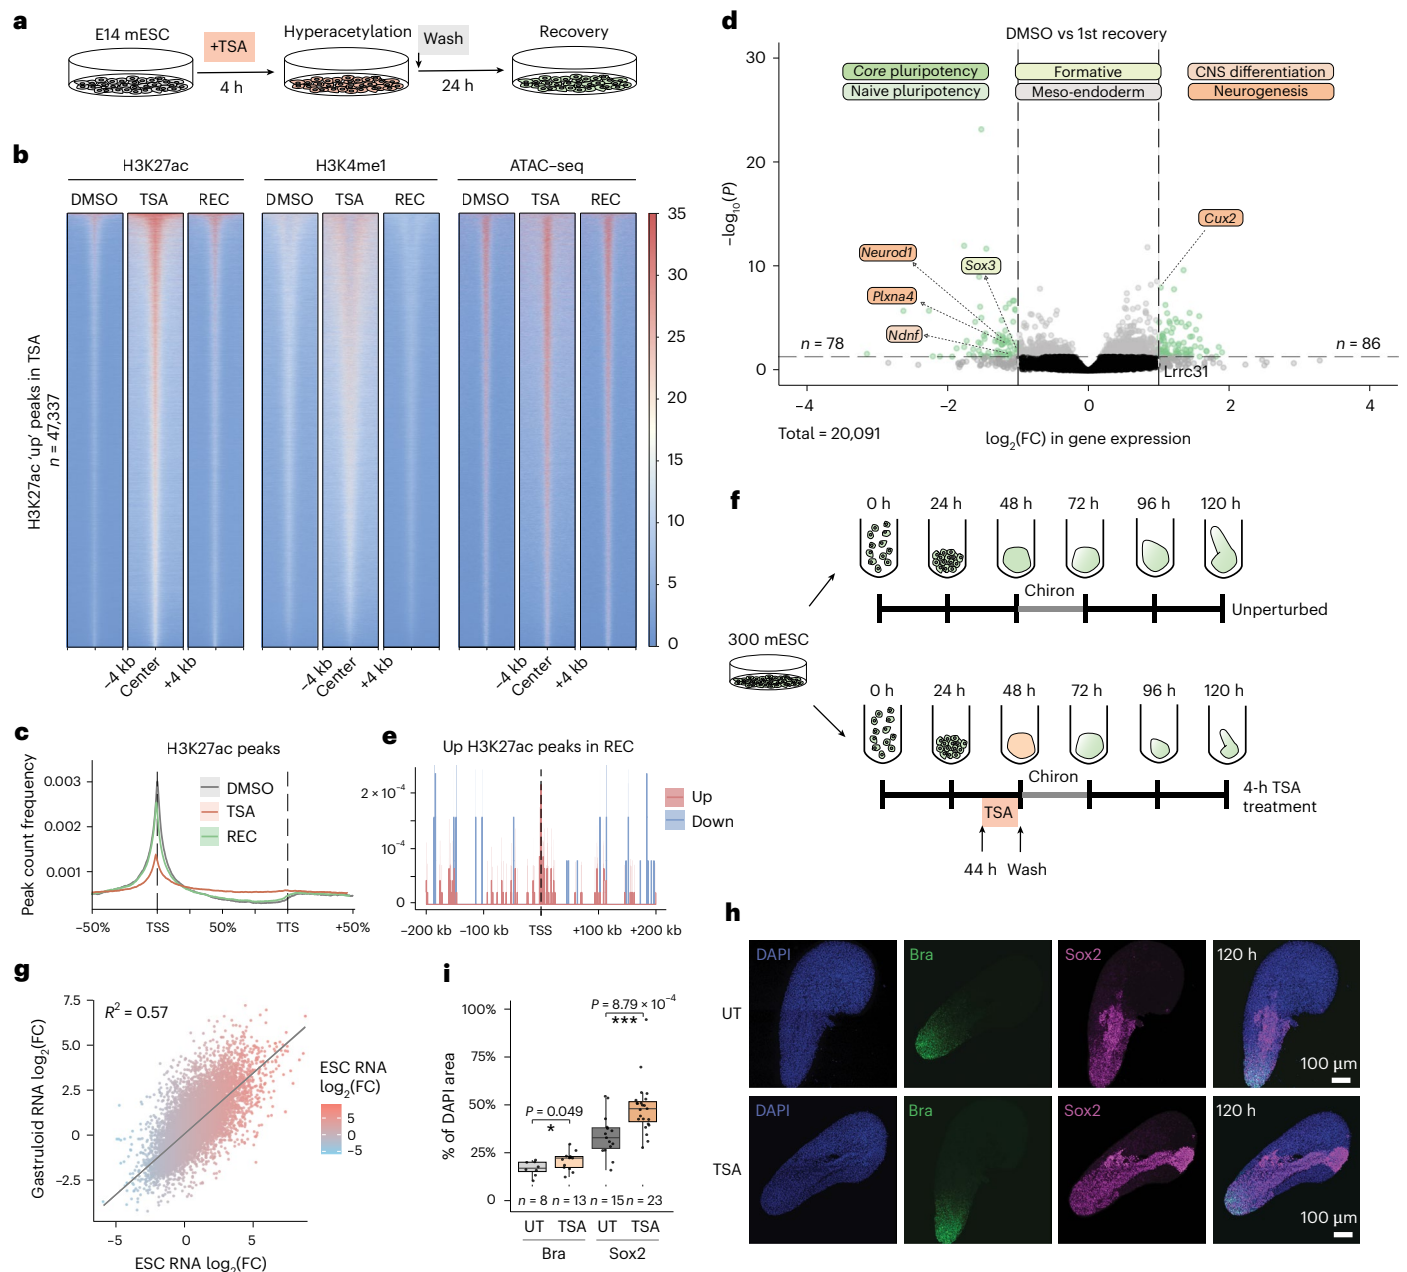 a
E14 mESC
+TSA
4 h
Hyperacetylation
Wash
24 h
Recovery
b
H3K27ac
H3K4me1
ATAC–seq
DMSO
TSA
REC
DMSO
TSA
REC
DMSO
TSA
REC
H3K27ac 'up' peaks in TSA
n = 47,337
35
30
25
20
15
10
5
0
–4 kb
Center
+4 kb
–4 kb
Center
+4 kb
–4 kb
Center
+4 kb
c
H3K27ac peaks
Peak count frequency
0.003
0.002
0.001
DMSO
TSA
REC
–50%
TSS
50%
TTS
+50%
d
DMSO vs 1st recovery
Core pluripotency
Naive pluripotency
Formative
Meso-endoderm
CNS differentiation
Neurogenesis
–log10(P)
30
20
10
0
Neurod1
Sox3
Plxna4
Ndnf
Cux2
n = 78
n = 86
Lrrc31
–4
–2
0
2
4
Total = 20,091
log2(FC) in gene expression
e
Up H3K27ac peaks in REC
2 × 10–4
10–4
0
Up
Down
–200 kb
–100 kb
TSS
+100 kb
+200 kb
f
300 mESC
0 h
24 h
48 h
72 h
96 h
120 h
Chiron
Unperturbed
0 h
24 h
48 h
72 h
96 h
120 h
Chiron
TSA
4-h TSA
treatment
44 h
Wash
g
R2 = 0.57
Gastruloid RNA log2(FC)
7.5
5.0
2.5
0
–2.5
–5
0
5
ESC RNA log2(FC)
ESC RNA
log2(FC)
5
0
–5
h
UT
DAPI
Bra
Sox2
120 h
100 µm
TSA
DAPI
Bra
Sox2
120 h
100 µm
i
% of DAPI area
100%
75%
50%
25%
0
P = 0.049
*
P = 8.79 × 10–4
***
n = 8
n = 13
n = 15
n = 23
UT
TSA
UT
TSA
Bra
Sox2